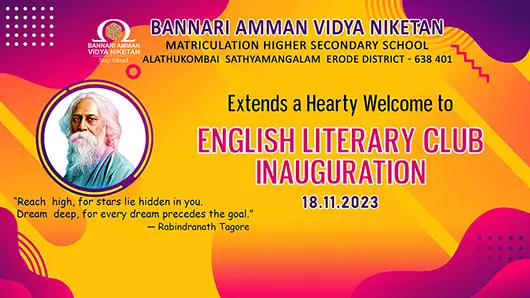 BANNARI AMMAN
VIDYA NIKETAN
Stay Ahead
BANNARI AMMAN VIDYA NIKETAN
MATRICULATION HIGHER SECONDARY SCHOOL
ALATHUKOMBAI SATHYAMANGALAM ERODE DISTRICT - 638 401
Extends a Hearty Welcome to
ENGLISH LITERARY CLUB
INAUGURATION
18.11.2023
“Reach high, for stars lie hidden in you.
Dream deep, for every dream precedes the goal.”
— Rabindranath Tagore